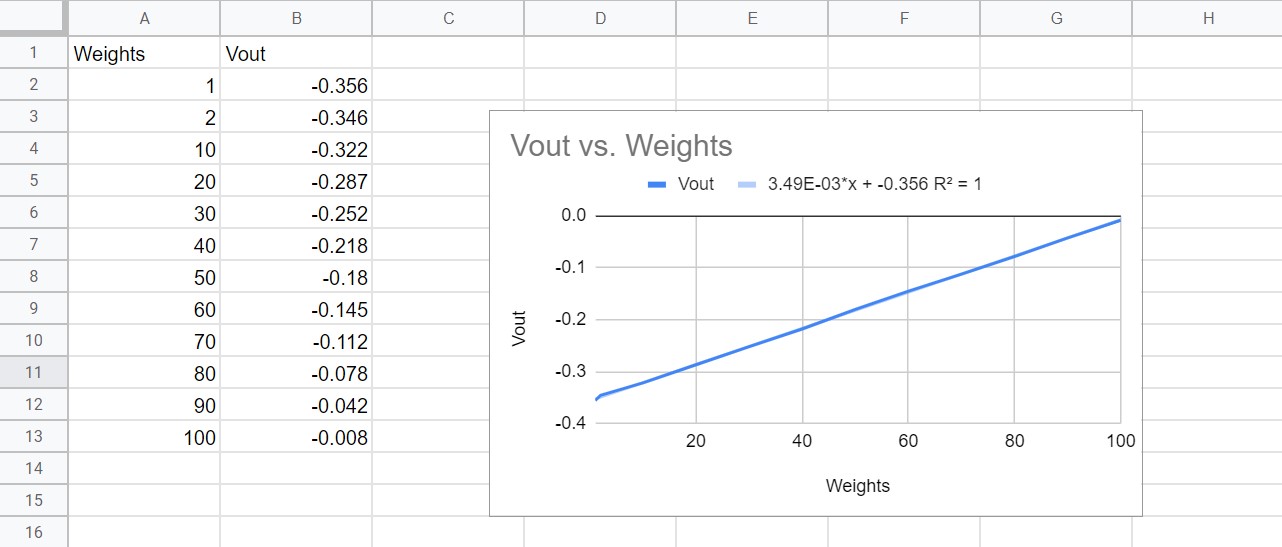 A B C D E F G H
1 Weights Vout
2 1 -0.356
3 2 -0.346
4 10 -0.322
5 20 -0.287
6 30 -0.252
7 40 -0.218
8 50 -0.18
9 60 -0.145
10 70 -0.112
11 80 -0.078
12 90 -0.042
13 100 -0.008
14
15
16
Vout vs. Weights
Vout 3.49E-03*x + -0.356 R² = 1
0.0
-0.1
-0.2
-0.3
-0.4
Vout
20 40 60 80 100
Weights